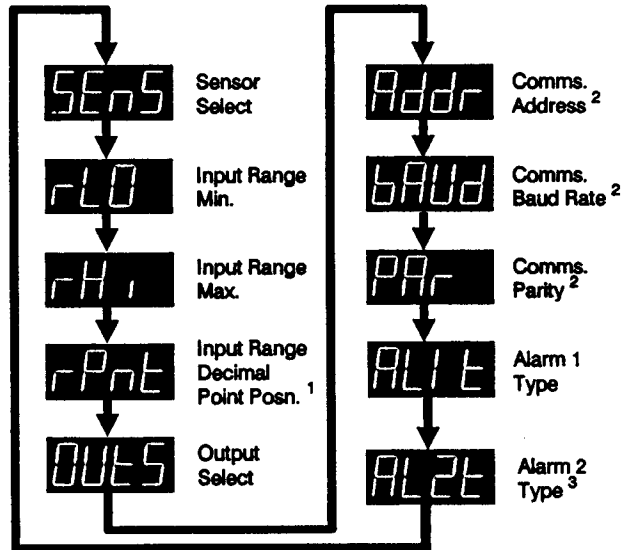 SEnS
Sensor
Select
rLO
Input Range
Min.
rHi
Input Range
Max.
rPnt
Input Range
Decimal
Point Posn. 1
OUtS
Output
Select
Addr
Comms.
Address 2
bAUd
Comms.
Baud Rate 2
PAr
Comms.
Parity 2
AL1t
Alarm 1
Type
AL2t
Alarm 2
Type 3